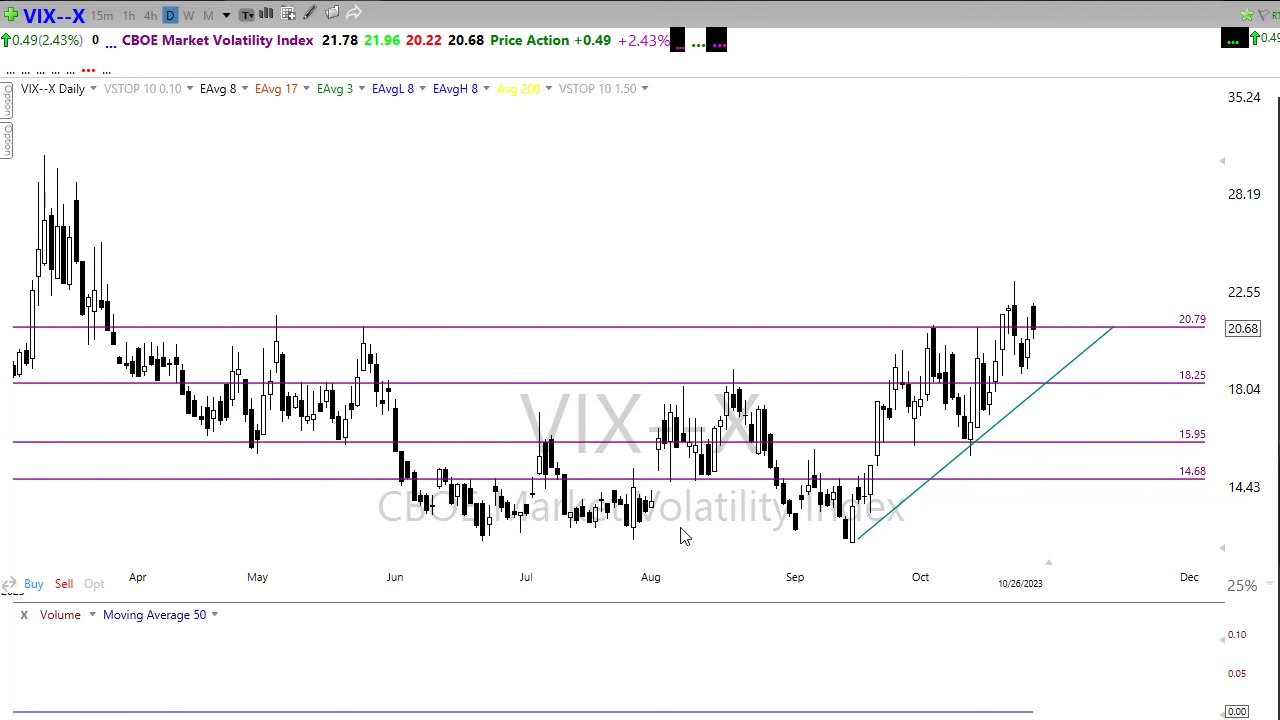 VIX--X 15m 1h 4h D W M T
0.49(2.43%) 0 ... CBOE Market Volatility Index 21.78 21.96 20.22 20.68 Price Action +0.49 +2.43% ... ... ... ... 0.49
... ... ... ... ... ... ...
VIX--X Daily VSTOP 10 0.10 EAvg 8 EAvg 17 EAvg 3 EAvgL 8 EAvgH 8 Avg 200 VSTOP 10 1.50
Option
Option
35.24
28.19
22.55
20.79
20.68
18.25
18.04
15.95
14.68
14.43
VIX--X
CBOE Market Volatility Index
Apr May Jun Jul Aug Sep Oct 10/26/2023 Dec
Buy Sell Opt 25%
X Volume Moving Average 50
0.10
0.05
0.00